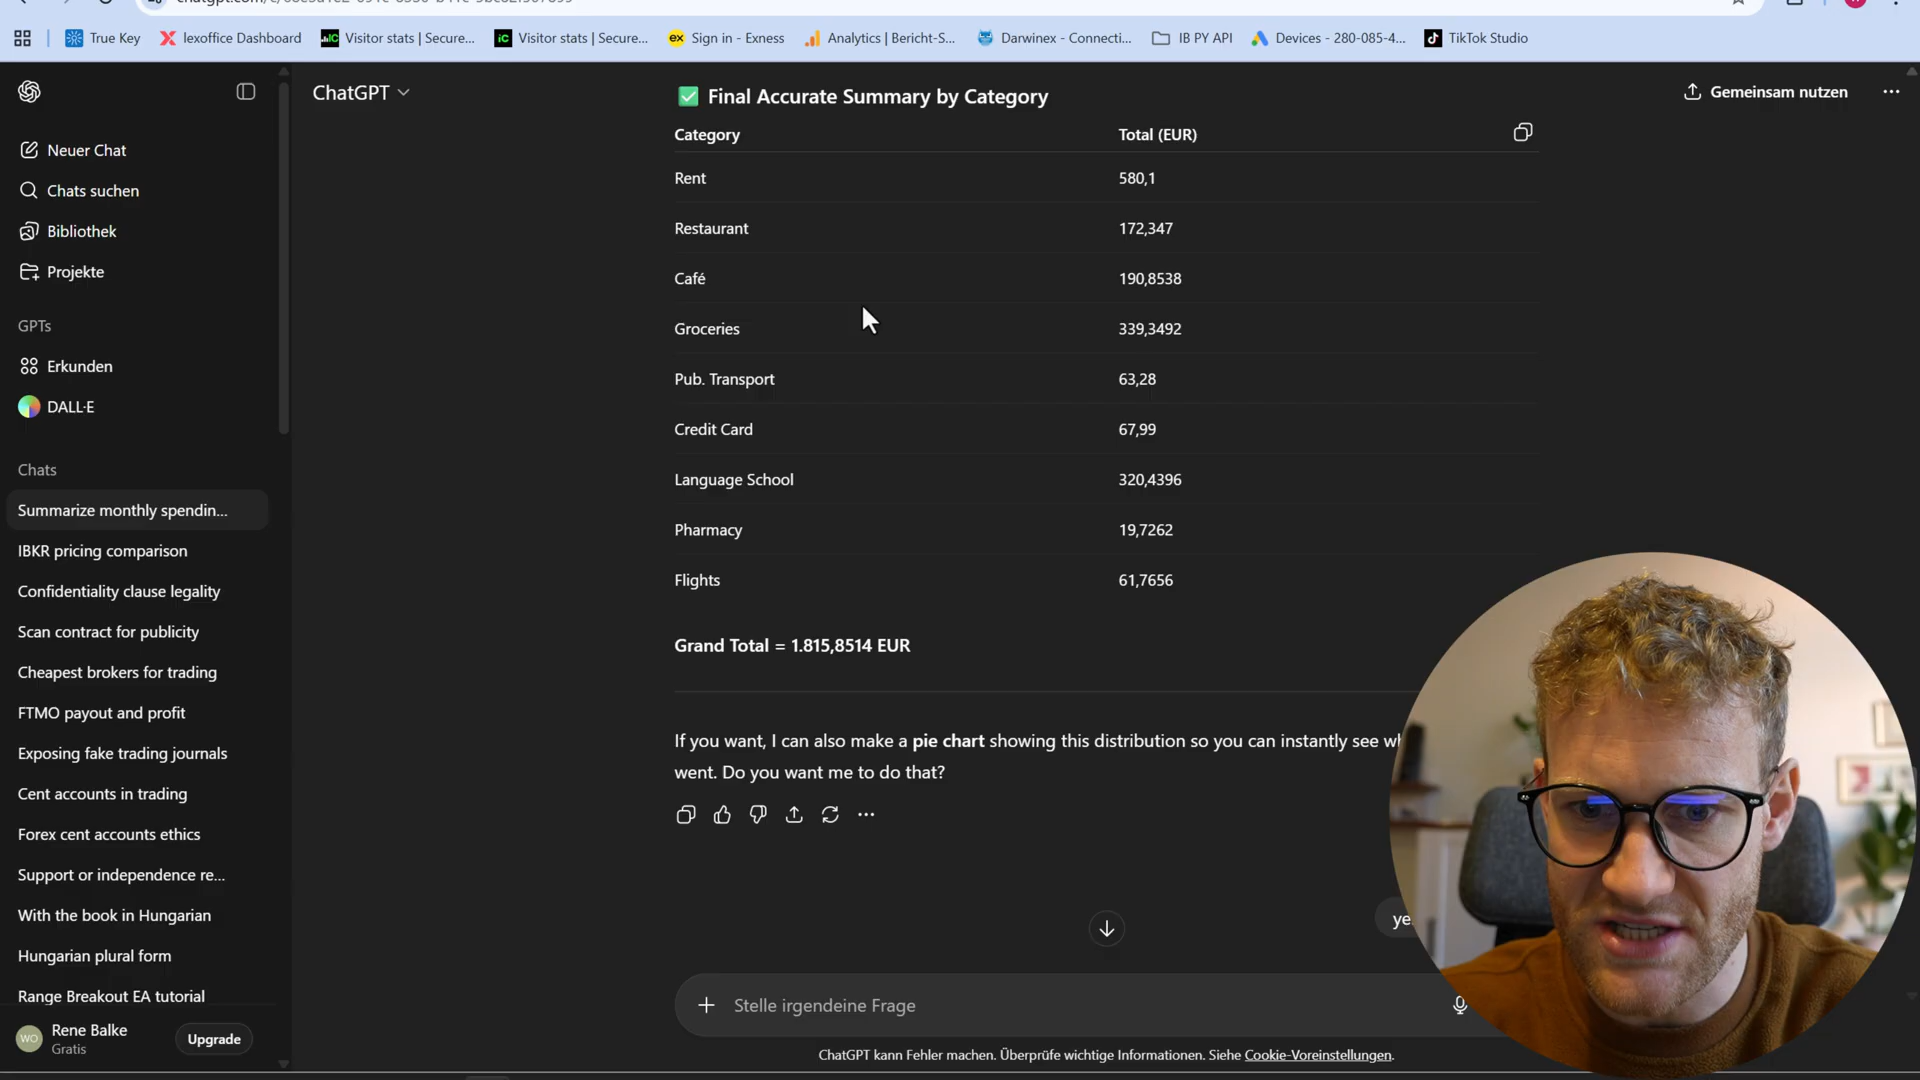 True Key
lexoffice Dashboard
Visitor stats | Secure...
Visitor stats | Secure...
Sign in - Exness
Analytics | Bericht-S...
Darwinex - Connecti...
IB PY API
Devices - 280-085-4...
TikTok Studio
ChatGPT
Gemeinsam nutzen
Neuer Chat
Chats suchen
Bibliothek
Projekte
GPTs
Erkunden
DALL·E
Chats
Summarize monthly spendin...
IBKR pricing comparison
Confidentiality clause legality
Scan contract for publicity
Cheapest brokers for trading
FTMO payout and profit
Exposing fake trading journals
Cent accounts in trading
Forex cent accounts ethics
Support or independence re...
With the book in Hungarian
Hungarian plural form
Range Breakout EA tutorial
WO
Rene Balke
Gratis
Upgrade
✅ Final Accurate Summary by Category
Category Total (EUR)
Rent 580,1
Restaurant 172,347
Café 190,8538
Groceries 339,3492
Pub. Transport 63,28
Credit Card 67,99
Language School 320,4396
Pharmacy 19,7262
Flights 61,7656
Grand Total = 1.815,8514 EUR
If you want, I can also make a pie chart showing this distribution so you can instantly see
went. Do you want me to do that?
Stelle irgendeine Frage
ChatGPT kann Fehler machen. Überprüfe wichtige Informationen. Siehe Cookie-Voreinstellungen.